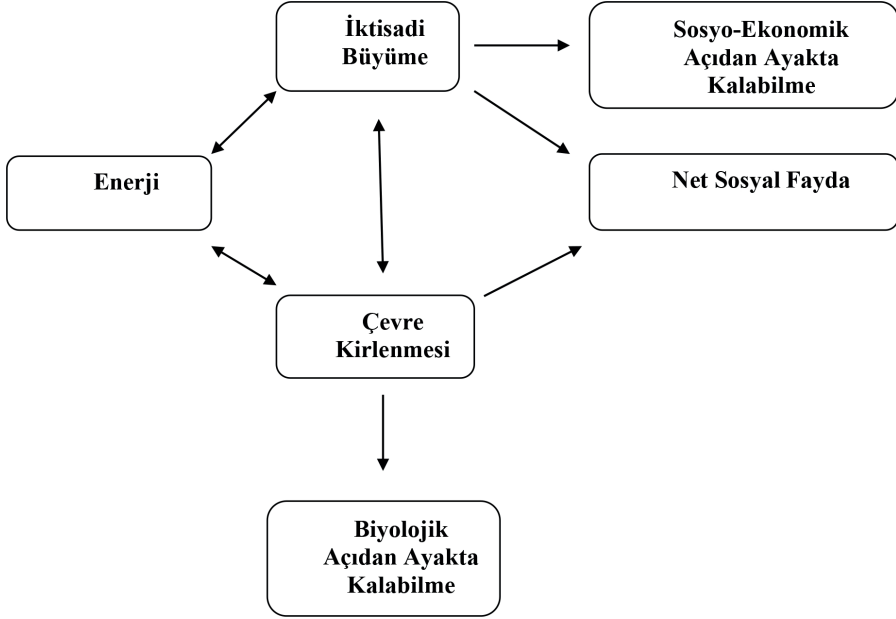 İktisadi
Büyüme
Sosyo-Ekonomik
Açıdan Ayakta
Kalabilme
Enerji
Net Sosyal Fayda
Çevre
Kirlenmesi
Biyolojik
Açıdan Ayakta
Kalabilme